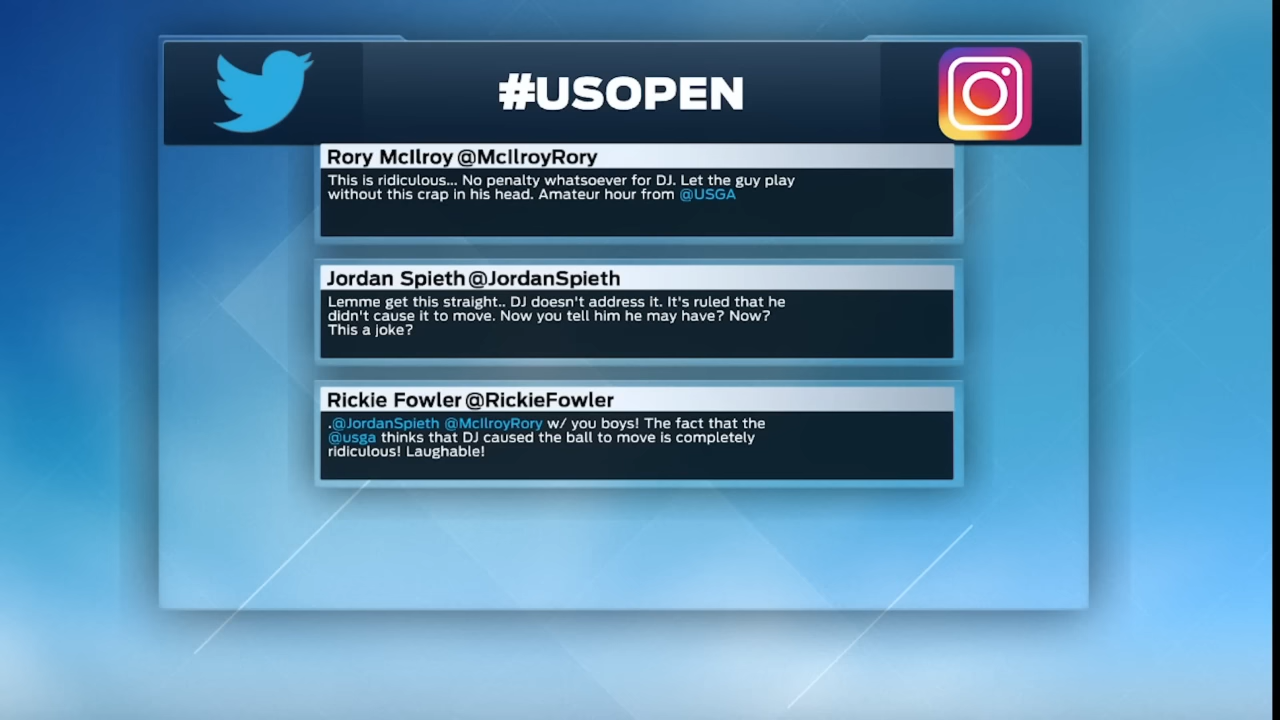 #USOPEN
Rory McIlroy @McIlroyRory
This is ridiculous... No penalty whatsoever for DJ. Let the guy play
without this crap in his head. Amateur hour from @USGA
Jordan Spieth @JordanSpieth
Lemme get this straight.. DJ doesn't address it. It's ruled that he
didn't cause it to move. Now you tell him he may have? Now?
This a joke?
Rickie Fowler @RickieFowler
.@JordanSpieth @McIlroyRory w/ you boys! The fact that the
@usga thinks that DJ caused the ball to move is completely
ridiculous! Laughable!